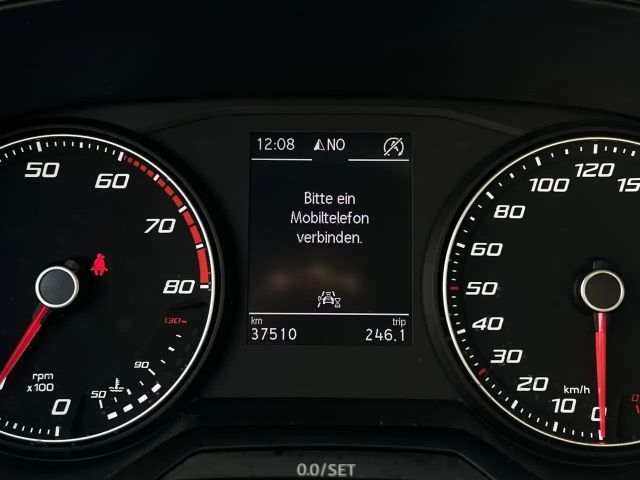 12:08 NO
Bitte ein
Mobiltelefon
verbinden.
km trip
37510 246.1
50
60
70
80
130
90
50
rpm
x100
0
120
100
80
60
50
40
30
20
10
0
km/h
0.0/SET